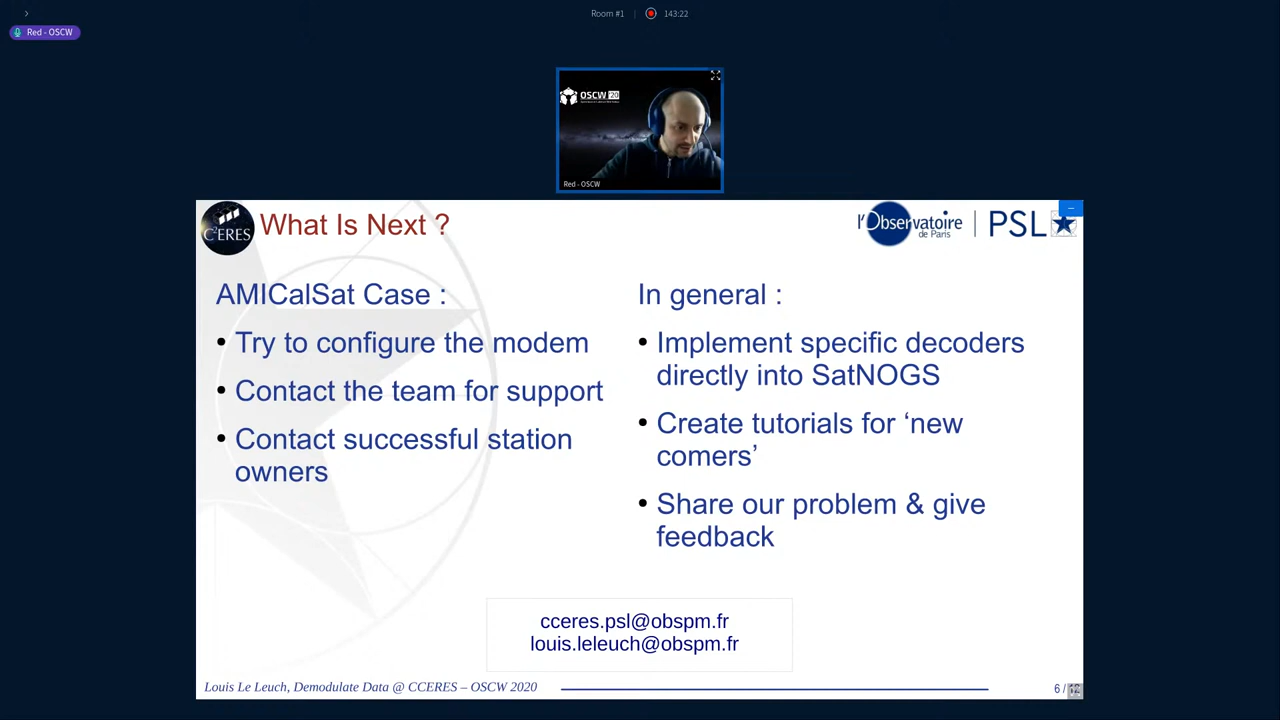 Room #1 | 143:22
Red - OSCW
OSCW '20
Red - OSCW
C²ERES
What Is Next ?
l'Observatoire
de Paris
PSL
AMICalSat Case :
• Try to configure the modem
• Contact the team for support
• Contact successful station
owners
In general :
• Implement specific decoders
directly into SatNOGS
• Create tutorials for ‘new
comers’
• Share our problem & give
feedback
cceres.psl@obspm.fr
louis.leleuch@obspm.fr
Louis Le Leuch, Demodulate Data @ CCERES – OSCW 2020
6 /